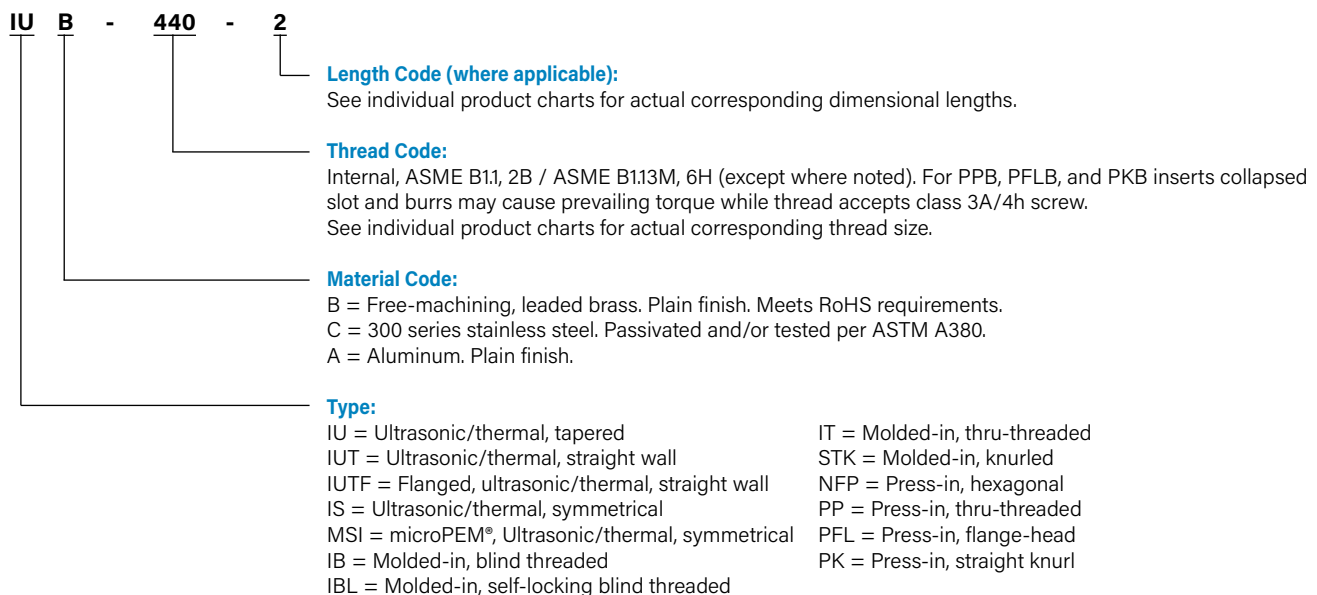 IU B - 440 - 2
Length Code (where applicable):
See individual product charts for actual corresponding dimensional lengths.
Thread Code:
Internal, ASME B1.1, 2B / ASME B1.13M, 6H (except where noted). For PPB, PFLB, and PKB inserts collapsed
slot and burrs may cause prevailing torque while thread accepts class 3A/4h screw.
See individual product charts for actual corresponding thread size.
Material Code:
B = Free-machining, leaded brass. Plain finish. Meets RoHS requirements.
C = 300 series stainless steel. Passivated and/or tested per ASTM A380.
A = Aluminum. Plain finish.
Type:
IU = Ultrasonic/thermal, tapered
IUT = Ultrasonic/thermal, straight wall
IUTF = Flanged, ultrasonic/thermal, straight wall
IS = Ultrasonic/thermal, symmetrical
MSI = microPEM®, Ultrasonic/thermal, symmetrical
IB = Molded-in, blind threaded
IBL = Molded-in, self-locking blind threaded
IT = Molded-in, thru-threaded
STK = Molded-in, knurled
NFP = Press-in, hexagonal
PP = Press-in, thru-threaded
PFL = Press-in, flange-head
PK = Press-in, straight knurl